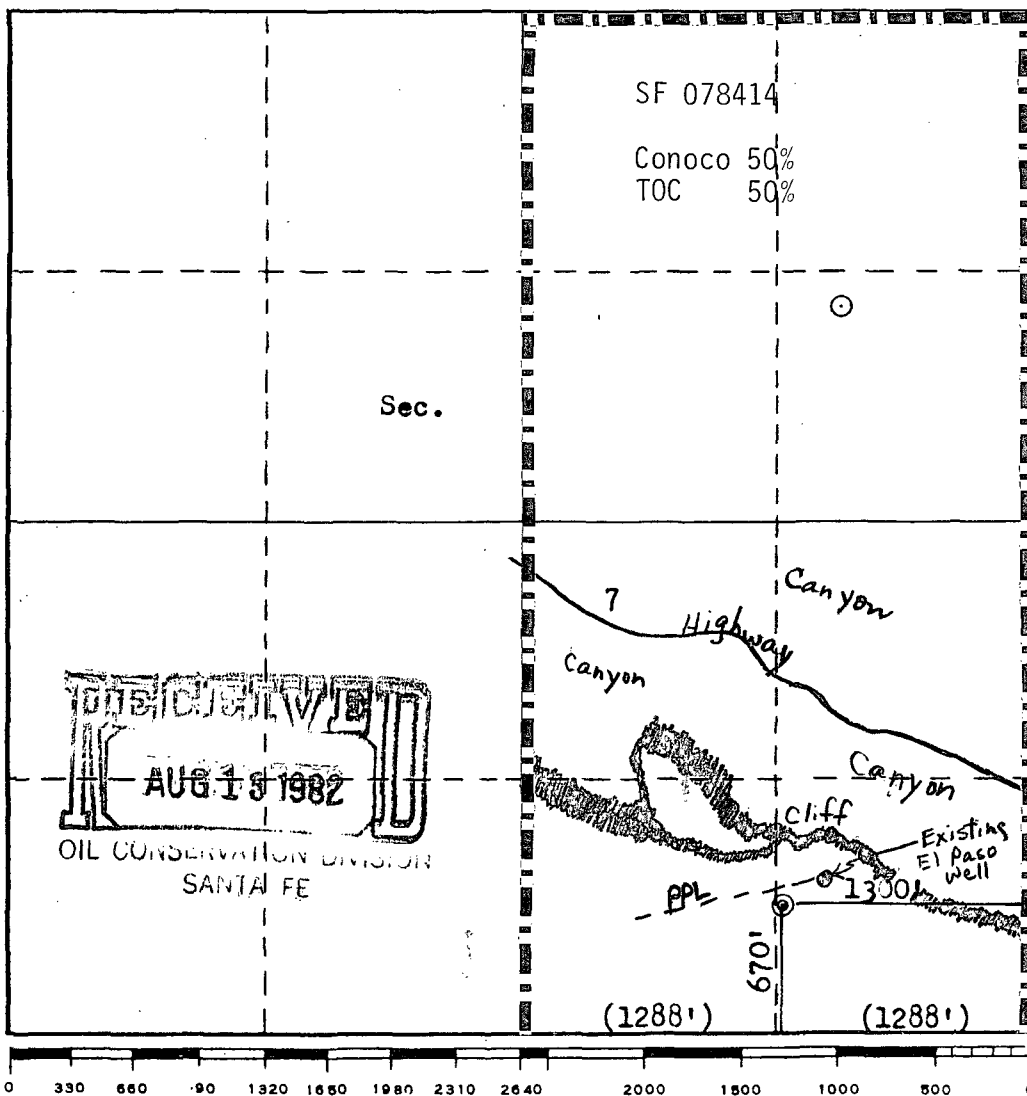 SF 078414
Conoco 50%
TOC 50%
Sec.
7
Highway
Canyon
Canyon
Canyon
RECEIVED
AUG 13 1982
OIL CONSERVATION DIVISION
SANTA FE
Cliff
Existing
El Paso
Well
PPL
1300'
670'
(1288') (1288')
0 330 660 90 1320 1650 1980 2310 2640 2000 1500 1000 500